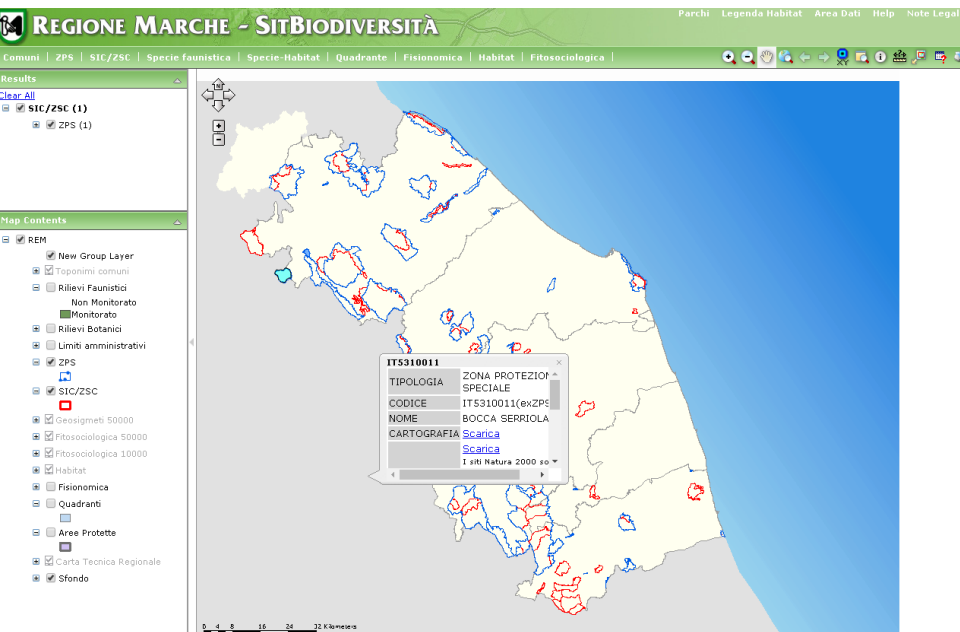 REGIONE MARCHE - SITBIODIVERSITÀ
Parchi Legenda Habitat Area Dati Help Note Legal
Comuni | ZPS | SIC/ZSC | Specie faunistica | Specie-Habitat | Quadrante | Fisionomica | Habitat | Fitosociologica |
Results
Clear All
SIC/ZSC (1)
ZPS (1)
Map Contents
REM
New Group Layer
Toponimi comuni
Rilievi Faunistici
Non Monitorato
Monitorato
Rilievi Botanici
Limiti amministrativi
ZPS
SIC/ZSC
Geosigmeti 50000
Fitosociologica 50000
Fitosociologica 10000
Habitat
Fisionomica
Quadranti
Aree Protette
Carta Tecnica Regionale
Sfondo
N
IT5310011
TIPOLOGIA ZONA PROTEZION
SPECIALE
CODICE IT5310011(exZPS
NOME BOCCA SERRIOLA
CARTOGRAFIA Scarica
Scarica
I siti Natura 2000 so
0 4 8 16 24 32 Kilometers